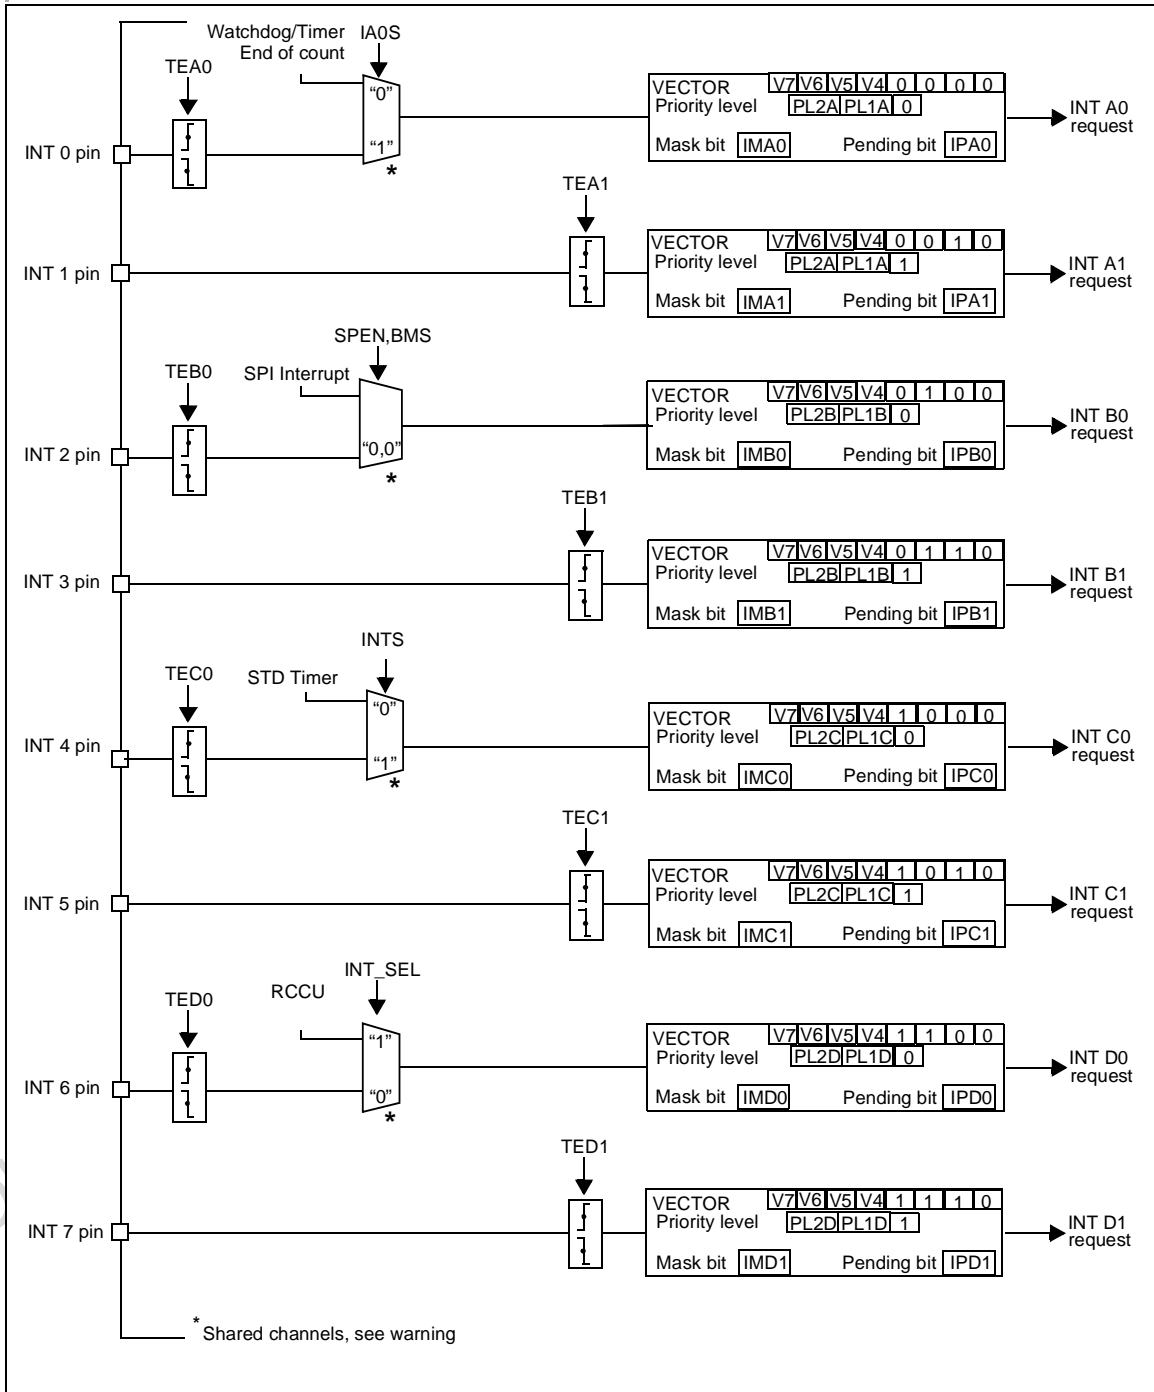 Watchdog/Timer IA0S
End of count
TEA0
"0"
"1"
*
INT 0 pin
VECTOR V7 V6 V5 V4 0 0 0 0
Priority level PL2A PL1A 0
Mask bit IMA0 Pending bit IPA0
INT A0
request
TEA1
INT 1 pin
VECTOR V7 V6 V5 V4 0 0 1 0
Priority level PL2A PL1A 1
Mask bit IMA1 Pending bit IPA1
INT A1
request
SPEN,BMS
TEB0
SPI Interrupt
"0,0"
*
INT 2 pin
VECTOR V7 V6 V5 V4 0 1 0 0
Priority level PL2B PL1B 0
Mask bit IMB0 Pending bit IPB0
INT B0
request
TEB1
INT 3 pin
VECTOR V7 V6 V5 V4 0 1 1 0
Priority level PL2B PL1B 1
Mask bit IMB1 Pending bit IPB1
INT B1
request
INTS
TEC0
STD Timer
"0"
"1"
*
INT 4 pin
VECTOR V7 V6 V5 V4 1 0 0 0
Priority level PL2C PL1C 0
Mask bit IMC0 Pending bit IPC0
INT C0
request
TEC1
INT 5 pin
VECTOR V7 V6 V5 V4 1 0 1 0
Priority level PL2C PL1C 1
Mask bit IMC1 Pending bit IPC1
INT C1
request
INT_SEL
TED0
RCCU
"1"
"0"
*
INT 6 pin
VECTOR V7 V6 V5 V4 1 1 0 0
Priority level PL2D PL1D 0
Mask bit IMD0 Pending bit IPD0
INT D0
request
TED1
INT 7 pin
VECTOR V7 V6 V5 V4 1 1 1 0
Priority level PL2D PL1D 1
Mask bit IMD1 Pending bit IPD1
INT D1
request
* Shared channels, see warning